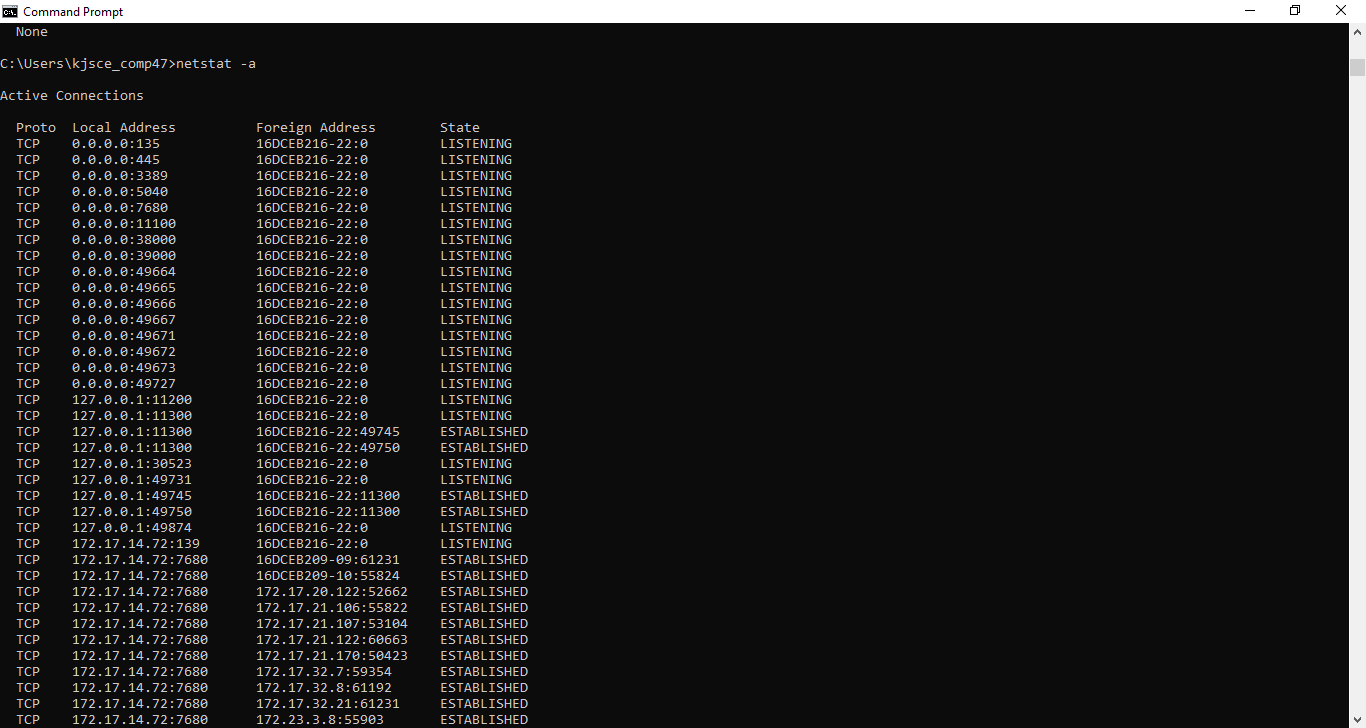 Command Prompt
None
C:\Users\kjsce_comp47>netstat -a
Active Connections
Proto  Local Address          Foreign Address        State
TCP    0.0.0.0:135            16DCEB216-22:0         LISTENING
TCP    0.0.0.0:445            16DCEB216-22:0         LISTENING
TCP    0.0.0.0:3389           16DCEB216-22:0         LISTENING
TCP    0.0.0.0:5040           16DCEB216-22:0         LISTENING
TCP    0.0.0.0:7680           16DCEB216-22:0         LISTENING
TCP    0.0.0.0:11100          16DCEB216-22:0         LISTENING
TCP    0.0.0.0:38000          16DCEB216-22:0         LISTENING
TCP    0.0.0.0:39000          16DCEB216-22:0         LISTENING
TCP    0.0.0.0:49664          16DCEB216-22:0         LISTENING
TCP    0.0.0.0:49665          16DCEB216-22:0         LISTENING
TCP    0.0.0.0:49666          16DCEB216-22:0         LISTENING
TCP    0.0.0.0:49667          16DCEB216-22:0         LISTENING
TCP    0.0.0.0:49671          16DCEB216-22:0         LISTENING
TCP    0.0.0.0:49672          16DCEB216-22:0         LISTENING
TCP    0.0.0.0:49673          16DCEB216-22:0         LISTENING
TCP    0.0.0.0:49727          16DCEB216-22:0         LISTENING
TCP    127.0.0.1:11200        16DCEB216-22:0         LISTENING
TCP    127.0.0.1:11300        16DCEB216-22:0         LISTENING
TCP    127.0.0.1:11300        16DCEB216-22:49745     ESTABLISHED
TCP    127.0.0.1:11300        16DCEB216-22:49750     ESTABLISHED
TCP    127.0.0.1:30523        16DCEB216-22:0         LISTENING
TCP    127.0.0.1:49731        16DCEB216-22:0         LISTENING
TCP    127.0.0.1:49745        16DCEB216-22:11300     ESTABLISHED
TCP    127.0.0.1:49750        16DCEB216-22:11300     ESTABLISHED
TCP    127.0.0.1:49874        16DCEB216-22:0         LISTENING
TCP    172.17.14.72:139       16DCEB216-22:0         LISTENING
TCP    172.17.14.72:7680      16DCEB209-09:61231     ESTABLISHED
TCP    172.17.14.72:7680      16DCEB209-10:55824     ESTABLISHED
TCP    172.17.14.72:7680      172.17.20.122:52662    ESTABLISHED
TCP    172.17.14.72:7680      172.17.21.106:55822    ESTABLISHED
TCP    172.17.14.72:7680      172.17.21.107:53104    ESTABLISHED
TCP    172.17.14.72:7680      172.17.21.122:60663    ESTABLISHED
TCP    172.17.14.72:7680      172.17.21.170:50423    ESTABLISHED
TCP    172.17.14.72:7680      172.17.32.7:59354      ESTABLISHED
TCP    172.17.14.72:7680      172.17.32.8:61192      ESTABLISHED
TCP    172.17.14.72:7680      172.17.32.21:61231     ESTABLISHED
TCP    172.17.14.72:7680      172.23.3.8:55903       ESTABLISHED